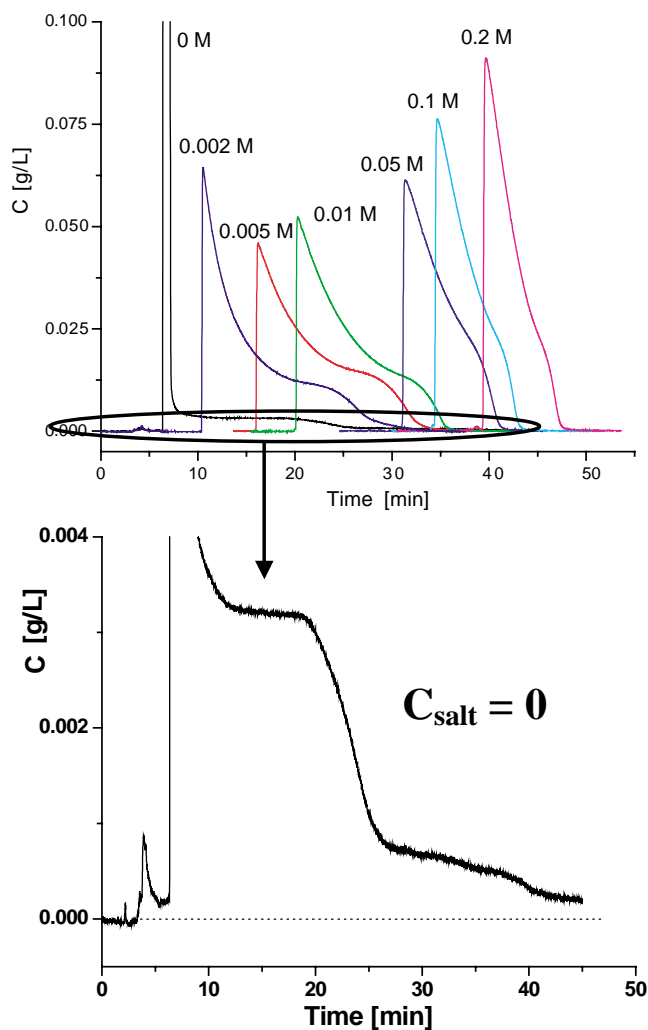 0.100
0.075
0.050
0.025
0.000
C [g/L]
0 M
0.002 M
0.005 M
0.01 M
0.05 M
0.1 M
0.2 M
0 10 20 30 40 50
Time [min]
0.004
0.002
0.000
C [g/L]
C_salt = 0
0 10 20 30 40 50
Time [min]